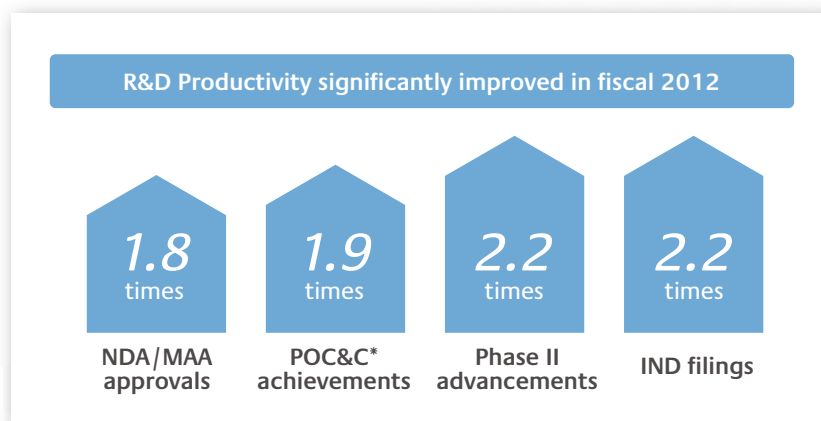 R&D Productivity significantly improved in fiscal 2012
1.8
times
1.9
times
2.2
times
2.2
times
NDA/MAA
approvals
POC&C*
achievements
Phase II
advancements
IND filings